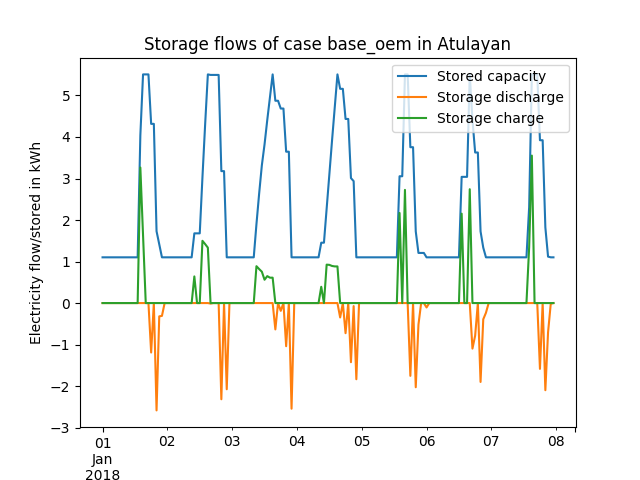 Storage flows of case base_oem in Atulayan
Stored capacity
Storage discharge
Storage charge
Electricity flow/stored in kWh
5
4
3
2
1
0
−1
−2
−3
01 02 03 04 05 06 07 08
Jan
2018